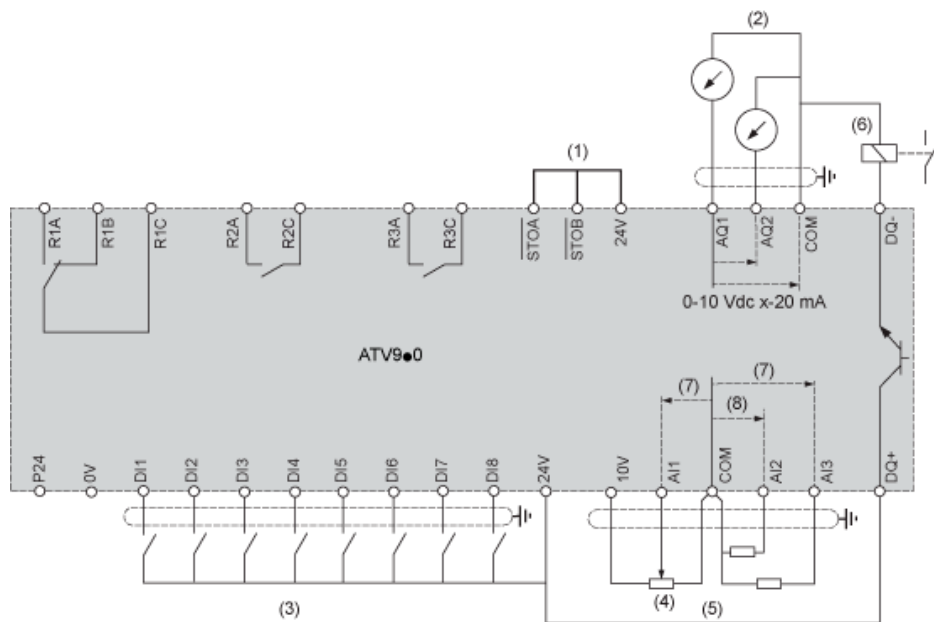 (2)
(6)
(1)
R1A R1B R1C R2A R2C R3A R3C STOA STOB 24V AQ1 AQ2 COM DQ-
0-10 Vdc x-20 mA
ATV9●0
(7)
(7)
(8)
P24 0V DI1 DI2 DI3 DI4 DI5 DI6 DI7 DI8 24V 10V AI1 COM AI2 AI3 DQ+
(3) (4) (5)